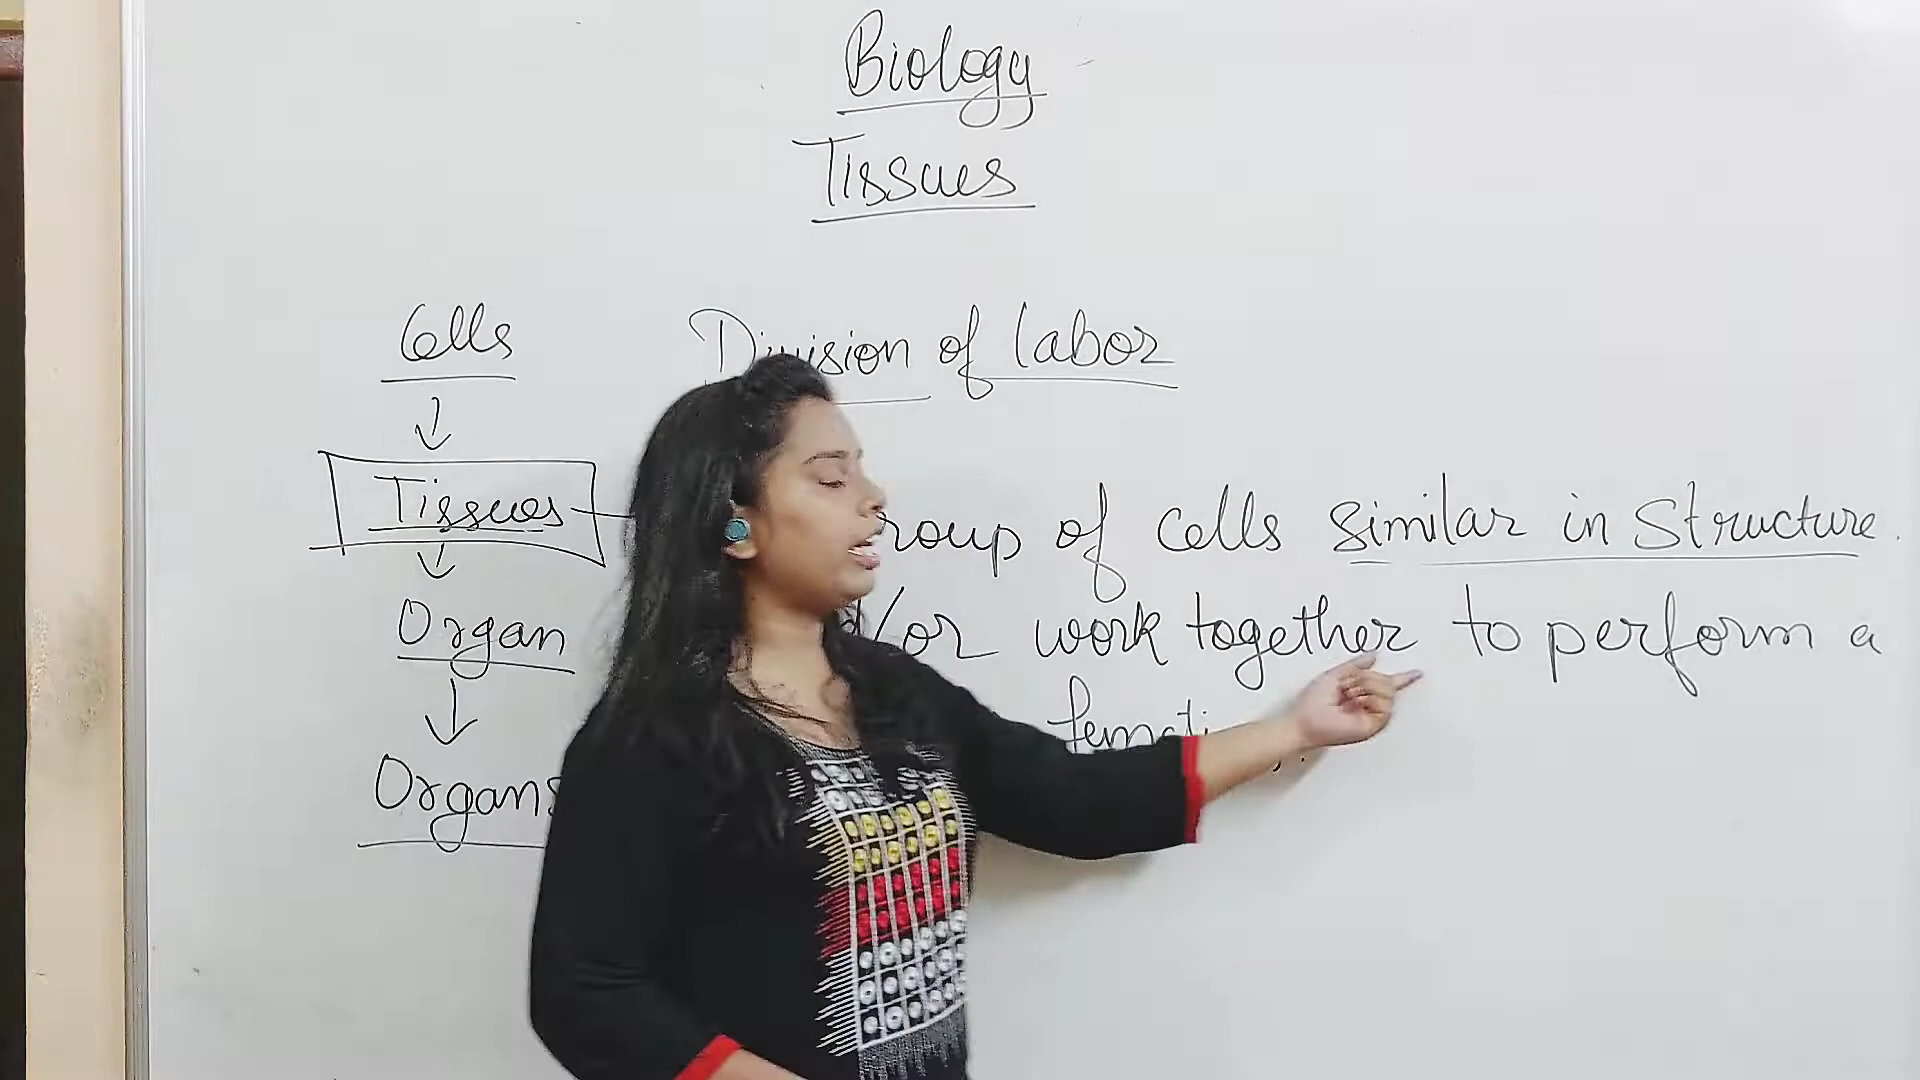 Biology
Tissues
Cells
Division of labor
Tissues
roup of cells similar in structure.
d/or work together to perform a
Organ
Organs